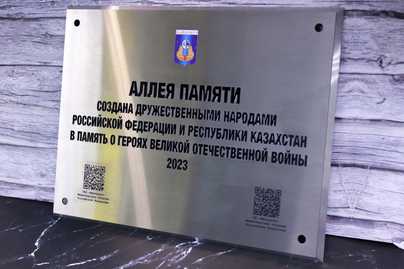 АЛЛЕЯ ПАМЯТИ
СОЗДАНА ДРУЖЕСТВЕННЫМИ НАРОДАМИ
РОССИЙСКОЙ ФЕДЕРАЦИИ И РЕСПУБЛИКИ КАЗАХСТАН
В ПАМЯТЬ О ГЕРОЯХ ВЕЛИКОЙ ОТЕЧЕСТВЕННОЙ ВОЙНЫ
2023